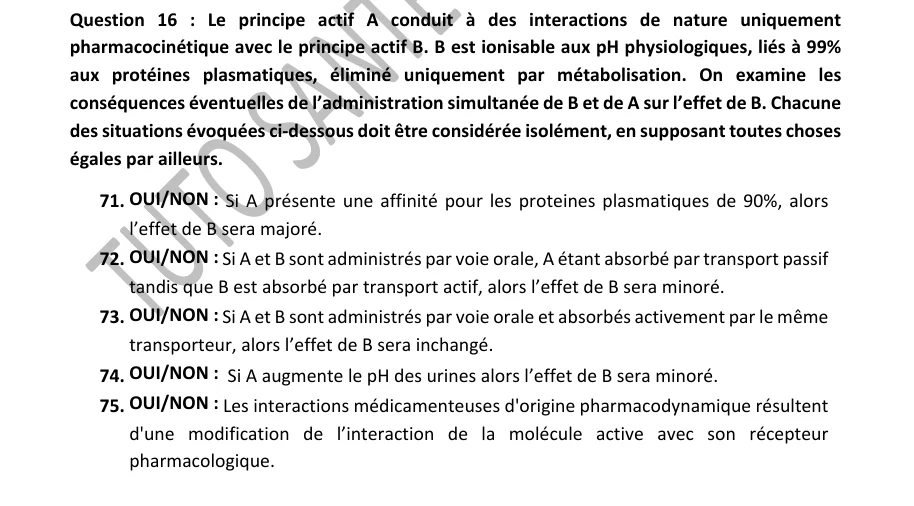 Question 16 : Le principe actif A conduit à des interactions de nature uniquement
pharmacocinétique avec le principe actif B. B est ionisable aux pH physiologiques, liés à 99%
aux protéines plasmatiques, éliminé uniquement par métabolisation. On examine les
conséquences éventuelles de l’administration simultanée de B et de A sur l’effet de B. Chacune
des situations évoquées ci-dessous doit être considérée isolément, en supposant toutes choses
égales par ailleurs.
71. OUI/NON : Si A présente une affinité pour les proteines plasmatiques de 90%, alors
l’effet de B sera majoré.
72. OUI/NON : Si A et B sont administrés par voie orale, A étant absorbé par transport passif
tandis que B est absorbé par transport actif, alors l’effet de B sera minoré.
73. OUI/NON : Si A et B sont administrés par voie orale et absorbés activement par le même
transporteur, alors l’effet de B sera inchangé.
74. OUI/NON : Si A augmente le pH des urines alors l’effet de B sera minoré.
75. OUI/NON : Les interactions médicamenteuses d'origine pharmacodynamique résultent
d'une modification de l’interaction de la molécule active avec son récepteur
pharmacologique.
TUTO SANTE